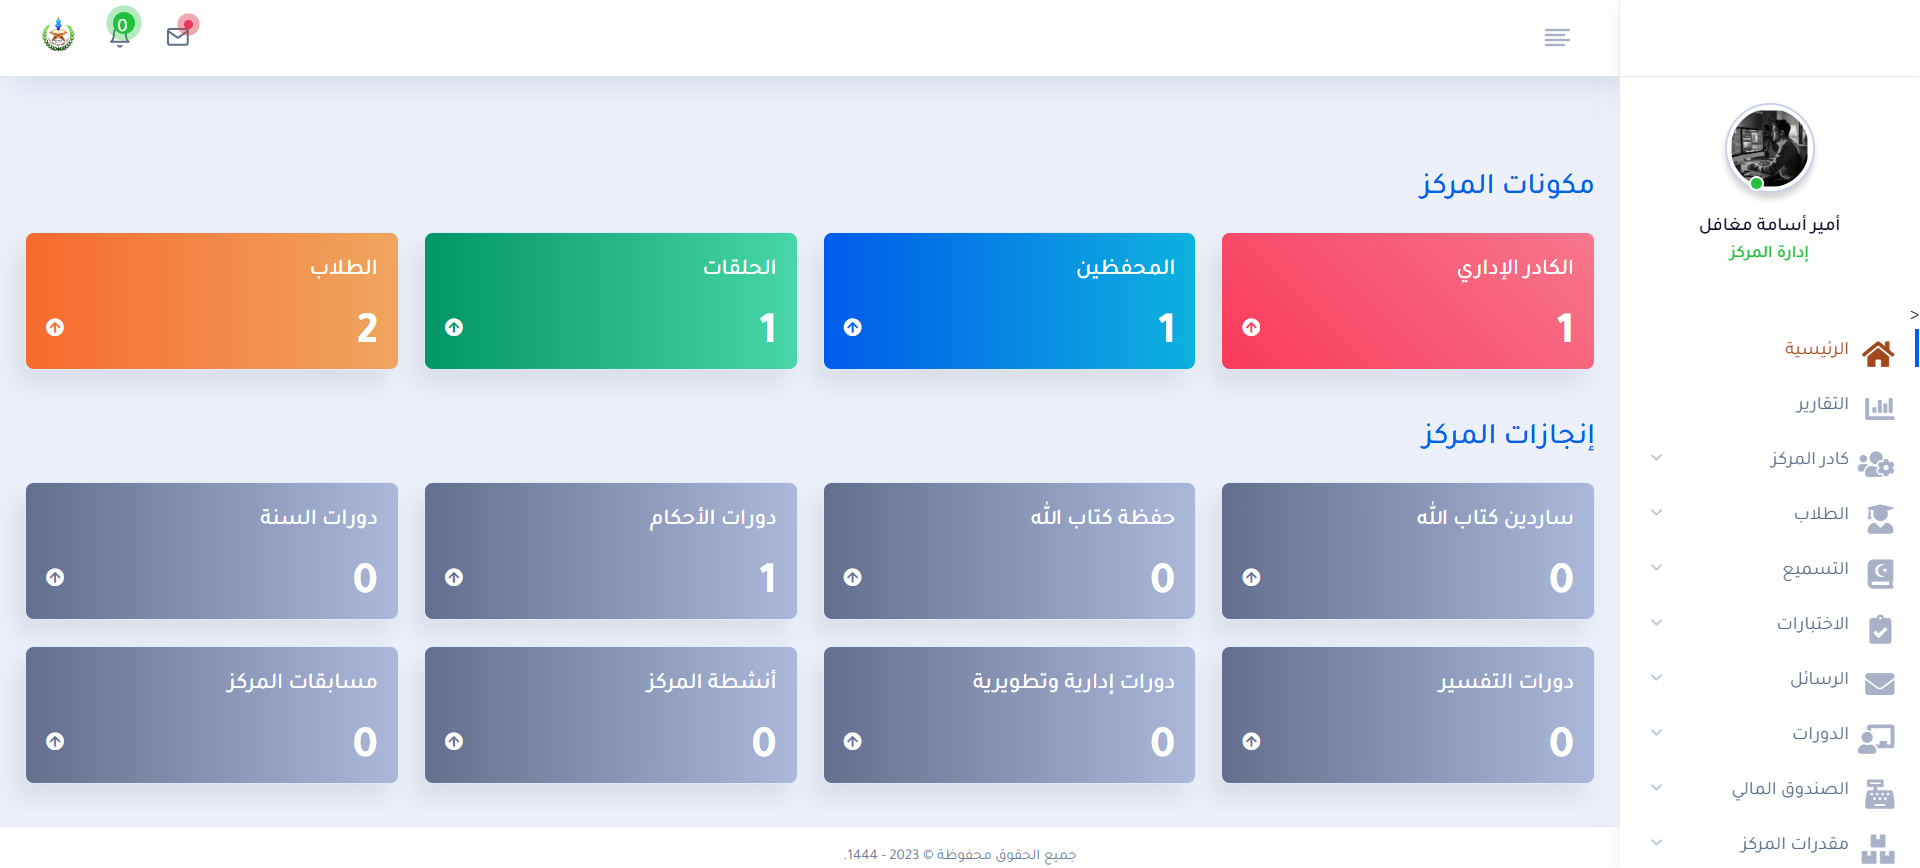 0
أمير أسامة مغافل
إدارة المركز
>
الرئيسية
التقارير
كادر المركز
الطلاب
التسميع
الاختبارات
الرسائل
الدورات
الصندوق المالي
مقدرات المركز
مكونات المركز
الكادر الإداري
1
المحفظين
1
الحلقات
1
الطلاب
2
إنجازات المركز
ساردين كتاب الله
0
حفظة كتاب الله
0
دورات الأحكام
1
دورات السنة
0
دورات التفسير
0
دورات إدارية وتطويرية
0
أنشطة المركز
0
مسابقات المركز
0
جميع الحقوق محفوظة © 2023 - 1444.